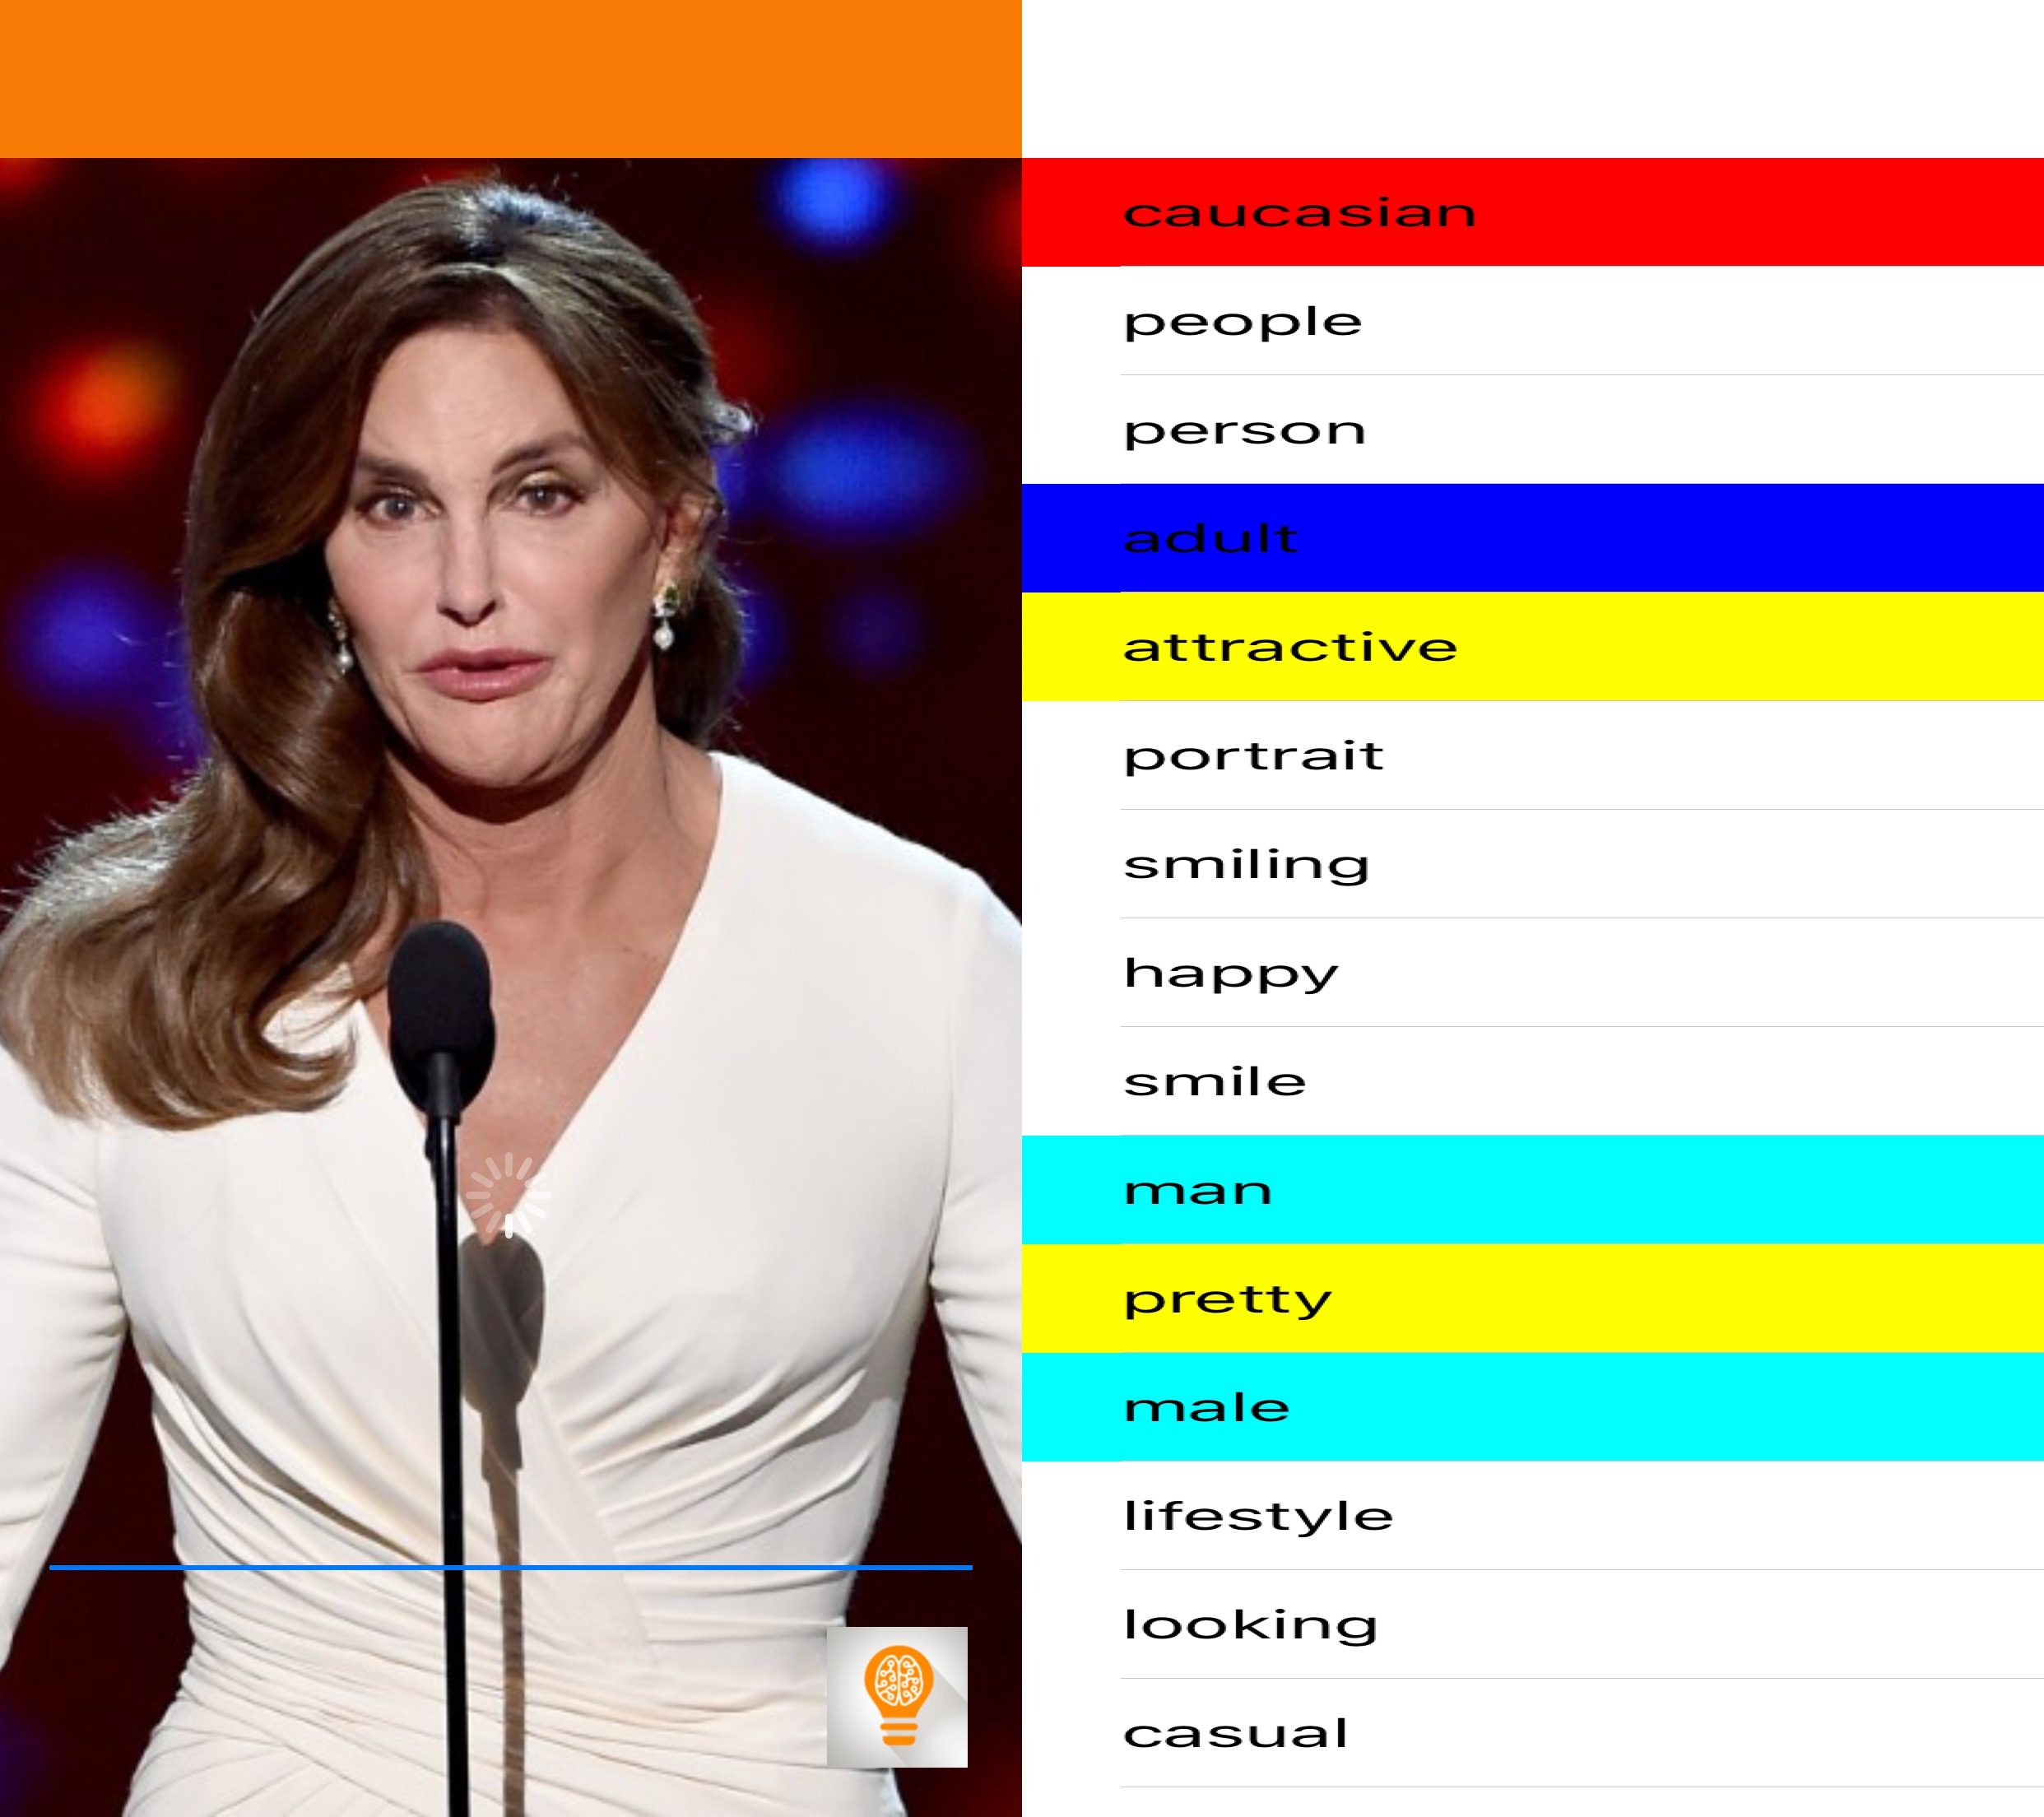 caucasian
people
person
adult
attractive
portrait
smiling
happy
smile
man
pretty
male
lifestyle
looking
casual